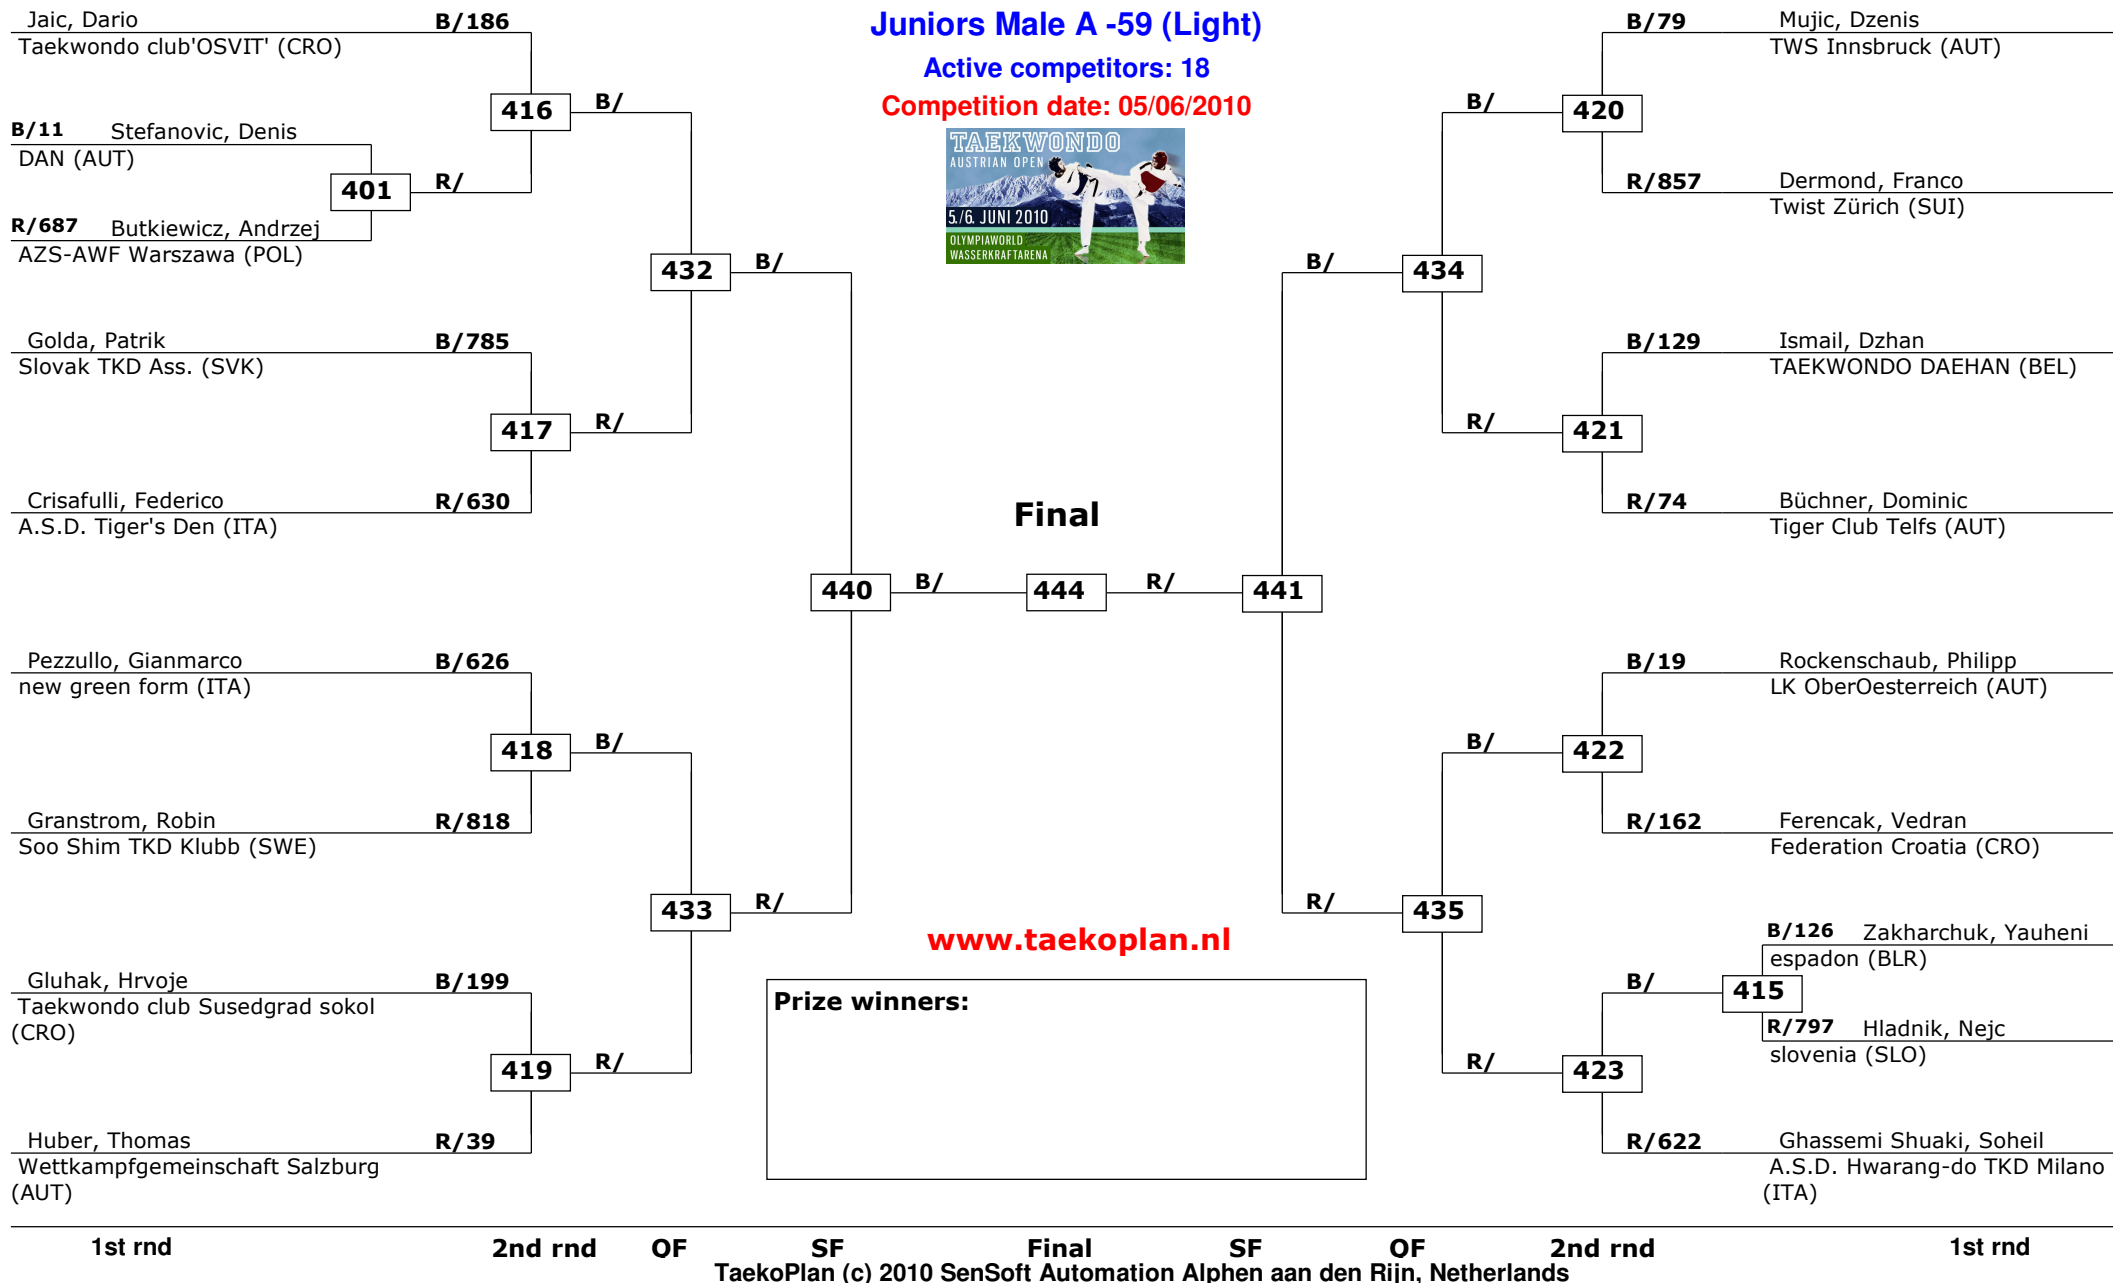 Juniors Male A -59 (Light)
Active competitors: 18
Competition date: 05/06/2010
TAEKWONDO
AUSTRIAN OPEN
5./6. JUNI 2010
OLYMPIAWORLD
WASSERKRAFTARENA
Jaic, Dario B/186
Taekwondo club'OSVIT' (CRO)
416 B/
B/11 Stefanovic, Denis
DAN (AUT)
401 R/
R/687 Butkiewicz, Andrzej
AZS-AWF Warszawa (POL)
432 B/
Golda, Patrik B/785
Slovak TKD Ass. (SVK)
417 R/
Crisafulli, Federico R/630
A.S.D. Tiger's Den (ITA)
440 B/
Pezzullo, Gianmarco B/626
new green form (ITA)
418 B/
Granstrom, Robin R/818
Soo Shim TKD Klubb (SWE)
433 R/
Gluhak, Hrvoje B/199
Taekwondo club Susedgrad sokol
(CRO)
419 R/
Huber, Thomas R/39
Wettkampfgemeinschaft Salzburg
(AUT)
Final
444
R/ 441
B/79 Mujic, Dzenis
TWS Innsbruck (AUT)
B/ 420
R/857 Dermond, Franco
Twist Zürich (SUI)
B/ 434
B/129 Ismail, Dzhan
TAEKWONDO DAEHAN (BEL)
R/ 421
R/74 Büchner, Dominic
Tiger Club Telfs (AUT)
B/19 Rockenschaub, Philipp
LK OberOesterreich (AUT)
B/ 422
R/162 Ferencak, Vedran
Federation Croatia (CRO)
R/ 435
B/126 Zakharchuk, Yauheni
espadon (BLR)
B/ 415
R/797 Hladnik, Nejc
slovenia (SLO)
R/ 423
R/622 Ghassemi Shuaki, Soheil
A.S.D. Hwarang-do TKD Milano
(ITA)
www.taekoplan.nl
Prize winners:
1st rnd 2nd rnd QF SF Final SF QF 2nd rnd 1st rnd
TaekoPlan (c) 2010 SenSoft Automation Alphen aan den Rijn, Netherlands